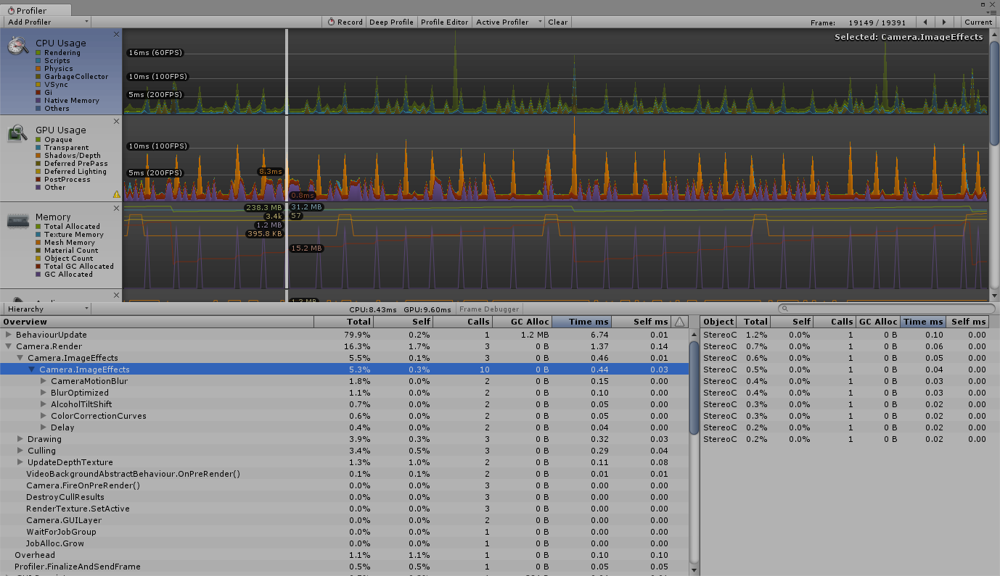 Profiler
Add Profiler Record Deep Profile Profile Editor Active Profiler Clear Frame: 19149 / 19391 Current
Selected: Camera.ImageEffects
CPU Usage
Rendering
Scripts
Physics
GarbageCollector
VSync
Gi
Native Memory
Others
16ms (60FPS)
10ms (100FPS)
5ms (200FPS)
GPU Usage
Opaque
Transparent
Shadows/Depth
Deferred PrePass
Deferred Lighting
PostProcess
Other
10ms (100FPS)
5ms (200FPS)
8.3ms
0.8ms
Memory
Total Allocated
Texture Memory
Mesh Memory
Material Count
Object Count
Total GC Allocated
GC Allocated
238.3 MB 31.2 MB
3.4k 57
1.2 MB
395.8 KB
15.2 MB
Hierarchy CPU:8.43ms GPU:9.60ms Frame Debugger
Overview Total Self Calls GC Alloc Time ms Self ms Object Total Self Calls GC Alloc Time ms Self ms
BehaviourUpdate 79.9% 0.2% 1 1.2 MB 6.74 0.01 StereoC 1.2% 0.0% 1 0 B 0.10 0.00
Camera.Render 16.3% 1.7% 3 0 B 1.37 0.14 StereoC 0.7% 0.0% 1 0 B 0.06 0.00
Camera.ImageEffects 5.5% 0.1% 3 0 B 0.46 0.01 StereoC 0.6% 0.0% 1 0 B 0.05 0.00
Camera.ImageEffects 5.3% 0.3% 10 0 B 0.44 0.03 StereoC 0.5% 0.0% 1 0 B 0.04 0.00
CameraMotionBlur 1.8% 0.0% 2 0 B 0.15 0.00 StereoC 0.4% 0.0% 1 0 B 0.03 0.00
BlurOptimized 1.1% 0.0% 2 0 B 0.10 0.00 StereoC 0.4% 0.0% 1 0 B 0.03 0.00
AlcoholTiltShift 0.7% 0.0% 2 0 B 0.05 0.00 StereoC 0.3% 0.0% 1 0 B 0.02 0.00
ColorCorrectionCurves 0.6% 0.0% 2 0 B 0.05 0.00 StereoC 0.3% 0.0% 1 0 B 0.02 0.00
Delay 0.4% 0.0% 2 0 B 0.04 0.00 StereoC 0.2% 0.0% 1 0 B 0.02 0.00
Drawing 3.9% 0.3% 3 0 B 0.32 0.03 StereoC 0.2% 0.0% 1 0 B 0.02 0.00
Culling 3.4% 0.5% 3 0 B 0.29 0.04
UpdateDepthTexture 1.3% 1.0% 2 0 B 0.11 0.08
VideoBackgroundAbstractBehaviour.OnPreRender() 0.1% 0.1% 2 0 B 0.01 0.01
Camera.FireOnPreRender() 0.0% 0.0% 3 0 B 0.00 0.00
DestroyCullResults 0.0% 0.0% 3 0 B 0.00 0.00
RenderTexture.SetActive 0.0% 0.0% 3 0 B 0.00 0.00
Camera.GUILayer 0.0% 0.0% 2 0 B 0.00 0.00
WaitForJobGroup 0.0% 0.0% 1 0 B 0.00 0.00
JobAlloc.Grow 0.0% 0.0% 1 0 B 0.00 0.00
Overhead 1.1% 1.1% 1 0 B 0.10 0.10
Profiler.FinalizeAndSendFrame 0.5% 0.5% 1 0 B 0.05 0.05